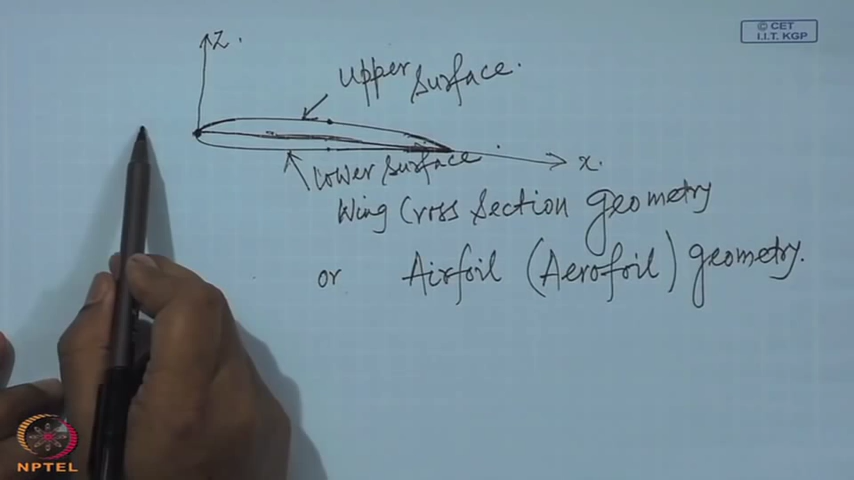 © CET
I.I.T. KGP
Z.
Upper surface.
x.
Lower surface.
Wing Cross Section geometry
or Airfoil (Aerofoil) geometry.
NPTEL